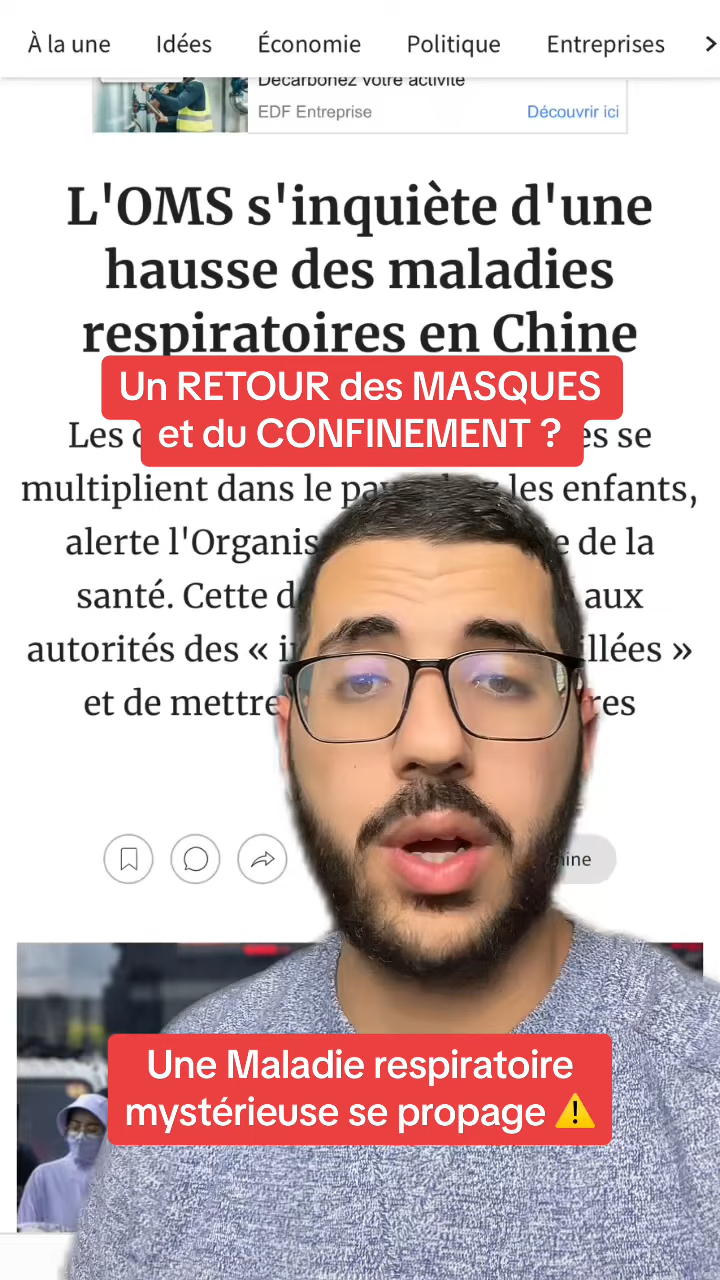 À la une Idées Économie Politique Entreprises
Décarbonez votre activité
EDF Entreprise Découvrir ici
L'OMS s'inquiète d'une
hausse des maladies
respiratoires en Chine
Un RETOUR des MASQUES
et du CONFINEMENT ?
Les se
multiplient dans le les enfants,
alerte l'Organis de la
santé. Cette aux
autorités des « illées »
et de mettre res
hine
Une Maladie respiratoire
mystérieuse se propage ⚠️